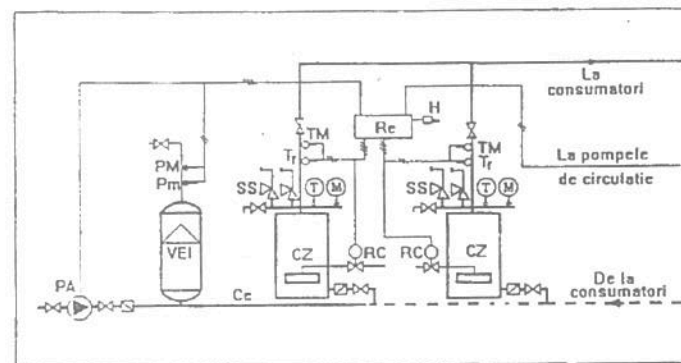 La
consumatori
H
Re
TM
Tr
TM
Tr
La pompele
de circulatie
PM
Pm
SS
T
M
SS
T
M
VEI
CZ
RC
RC
CZ
PA
Ce
De la
consumatori